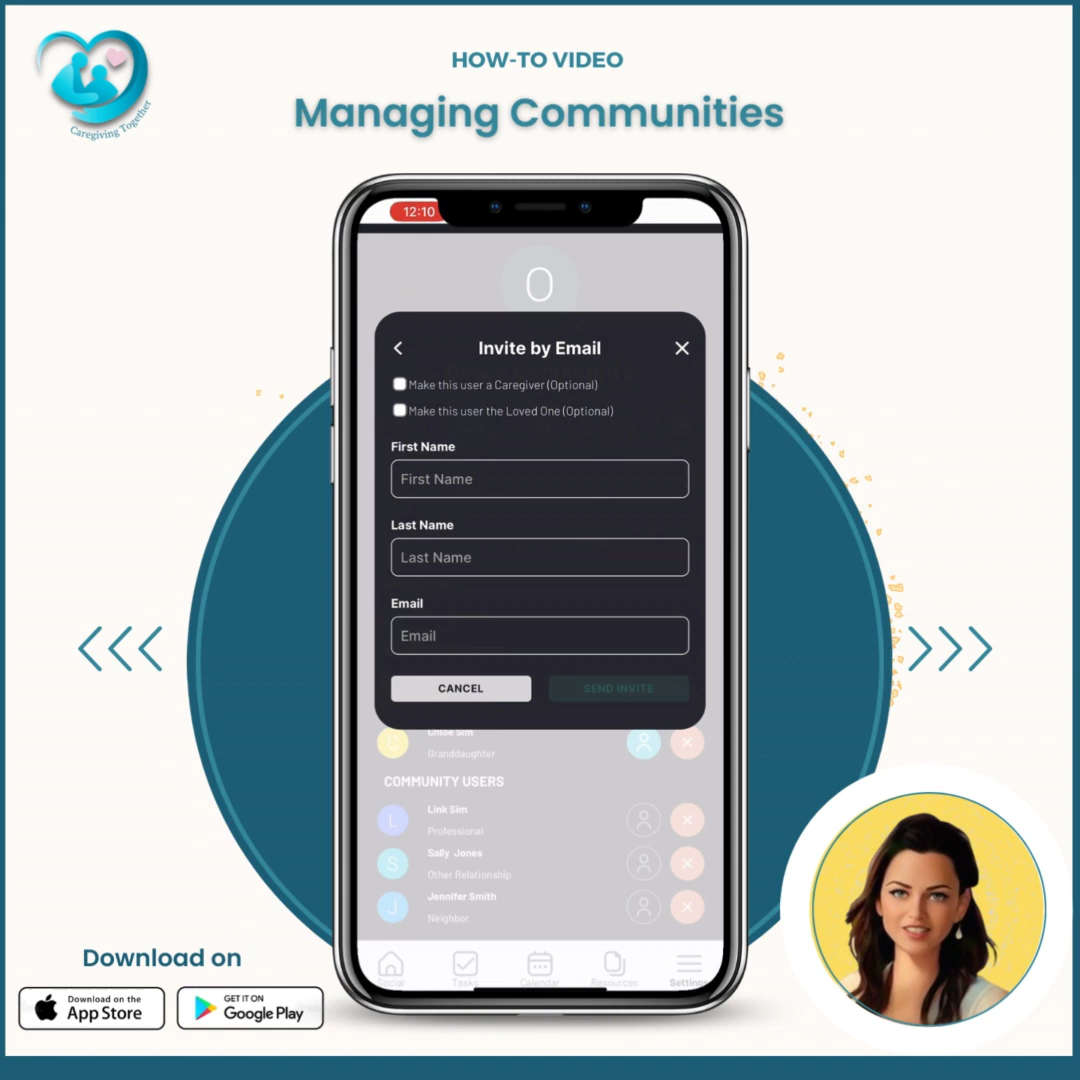 Caregiving Together
HOW-TO VIDEO
Managing Communities
12:10
0
Invite by Email
Make this user a Caregiver (Optional)
Make this user the Loved One (Optional)
First Name
First Name
Last Name
Last Name
Email
Email
CANCEL
SEND INVITE
C
Chloe Sim
Granddaughter
COMMUNITY USERS
L
Link Sim
Professional
S
Sally Jones
Other Relationship
J
Jennifer Smith
Neighbor
Social
Tasks
Calendar
Resources
Settings
Download on
Download on the
App Store
GET IT ON
Google Play